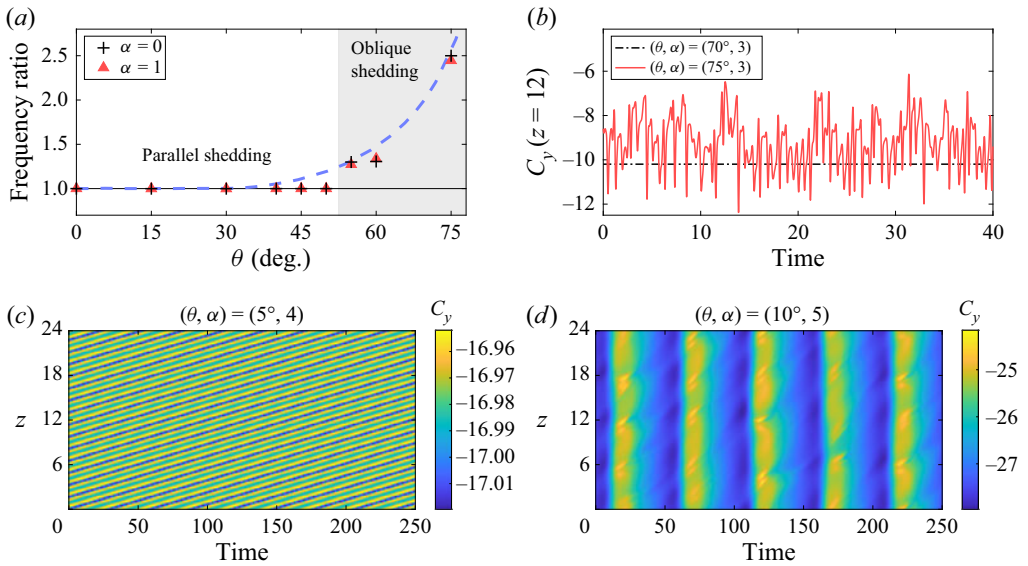 (a)
α = 0
α = 1
Oblique
shedding
Parallel shedding
Frequency ratio
2.5
2.0
1.5
1.0
0 15 30 45 60 75
θ (deg.)
(b)
(θ, α) = (70°, 3)
(θ, α) = (75°, 3)
C_y (z = 12)
−6
−8
−10
−12
0 10 20 30 40
Time
(c)
(θ, α) = (5°, 4)
C_y
z
24
18
12
6
0 50 100 150 200 250
Time
−16.96
−16.97
−16.98
−16.99
−17.00
−17.01
(d)
(θ, α) = (10°, 5)
C_y
z
24
18
12
6
0 50 100 150 200 250
Time
−25
−26
−27